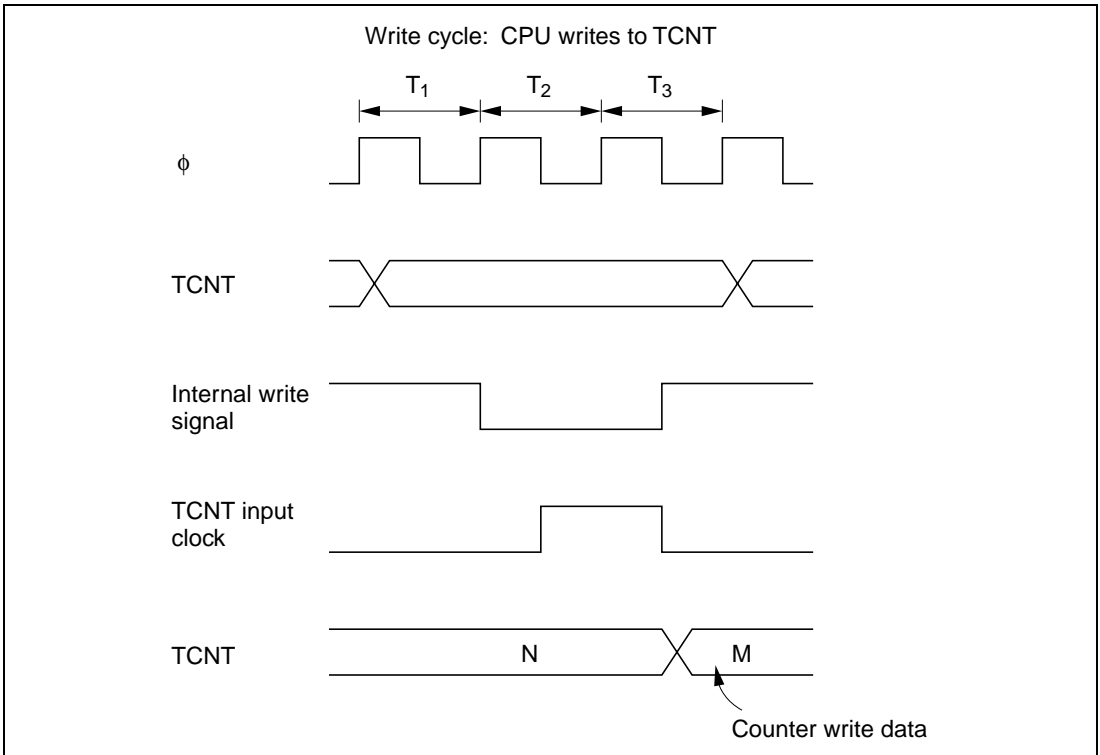 Write cycle:  CPU writes to TCNT
T1 T2 T3
ϕ
TCNT
Internal write
signal
TCNT input
clock
TCNT N M
Counter write data